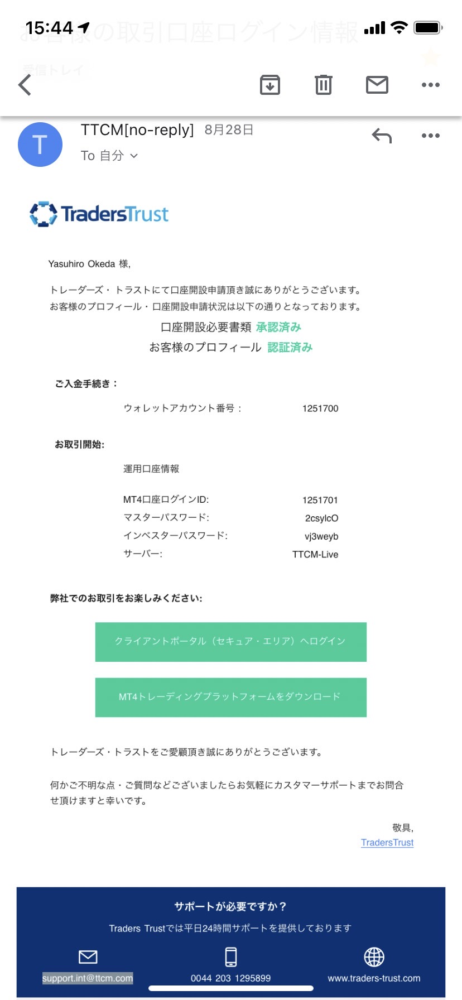 15:44
お客様の取引口座ログイン情報
受信トレイ
T
TTCM[no-reply] 8月28日
To 自分
TradersTrust
Yasuhiro Okeda 様,
トレーダーズ・ トラストにて口座開設申請頂き誠にありがとうございます。
お客様のプロフィール・口座開設申請状況は以下の通りとなっております。
口座開設必要書類 承認済み
お客様のプロフィール 認証済み
ご入金手続き：
ウォレットアカウント番号 : 1251700
お取引開始:
運用口座情報
MT4口座ログインID: 1251701
マスターパスワード: 2csylcO
インベスターパスワード: vj3weyb
サーバー: TTCM-Live
弊社でのお取引をお楽しみください:
クライアントポータル（セキュア・エリア）へログイン
MT4トレーディングプラットフォームをダウンロード
トレーダーズ・トラストをご愛顧頂き誠にありがとうございます。
何かご不明な点・ご質問などございましたらお気軽にカスタマーサポートまでお問合
せ頂けますと幸いです。
敬具,
TradersTrust
サポートが必要ですか？
Traders Trustでは平日24時間サポートを提供しております
support.int@ttcm.com 0044 203 1295899 www.traders-trust.com